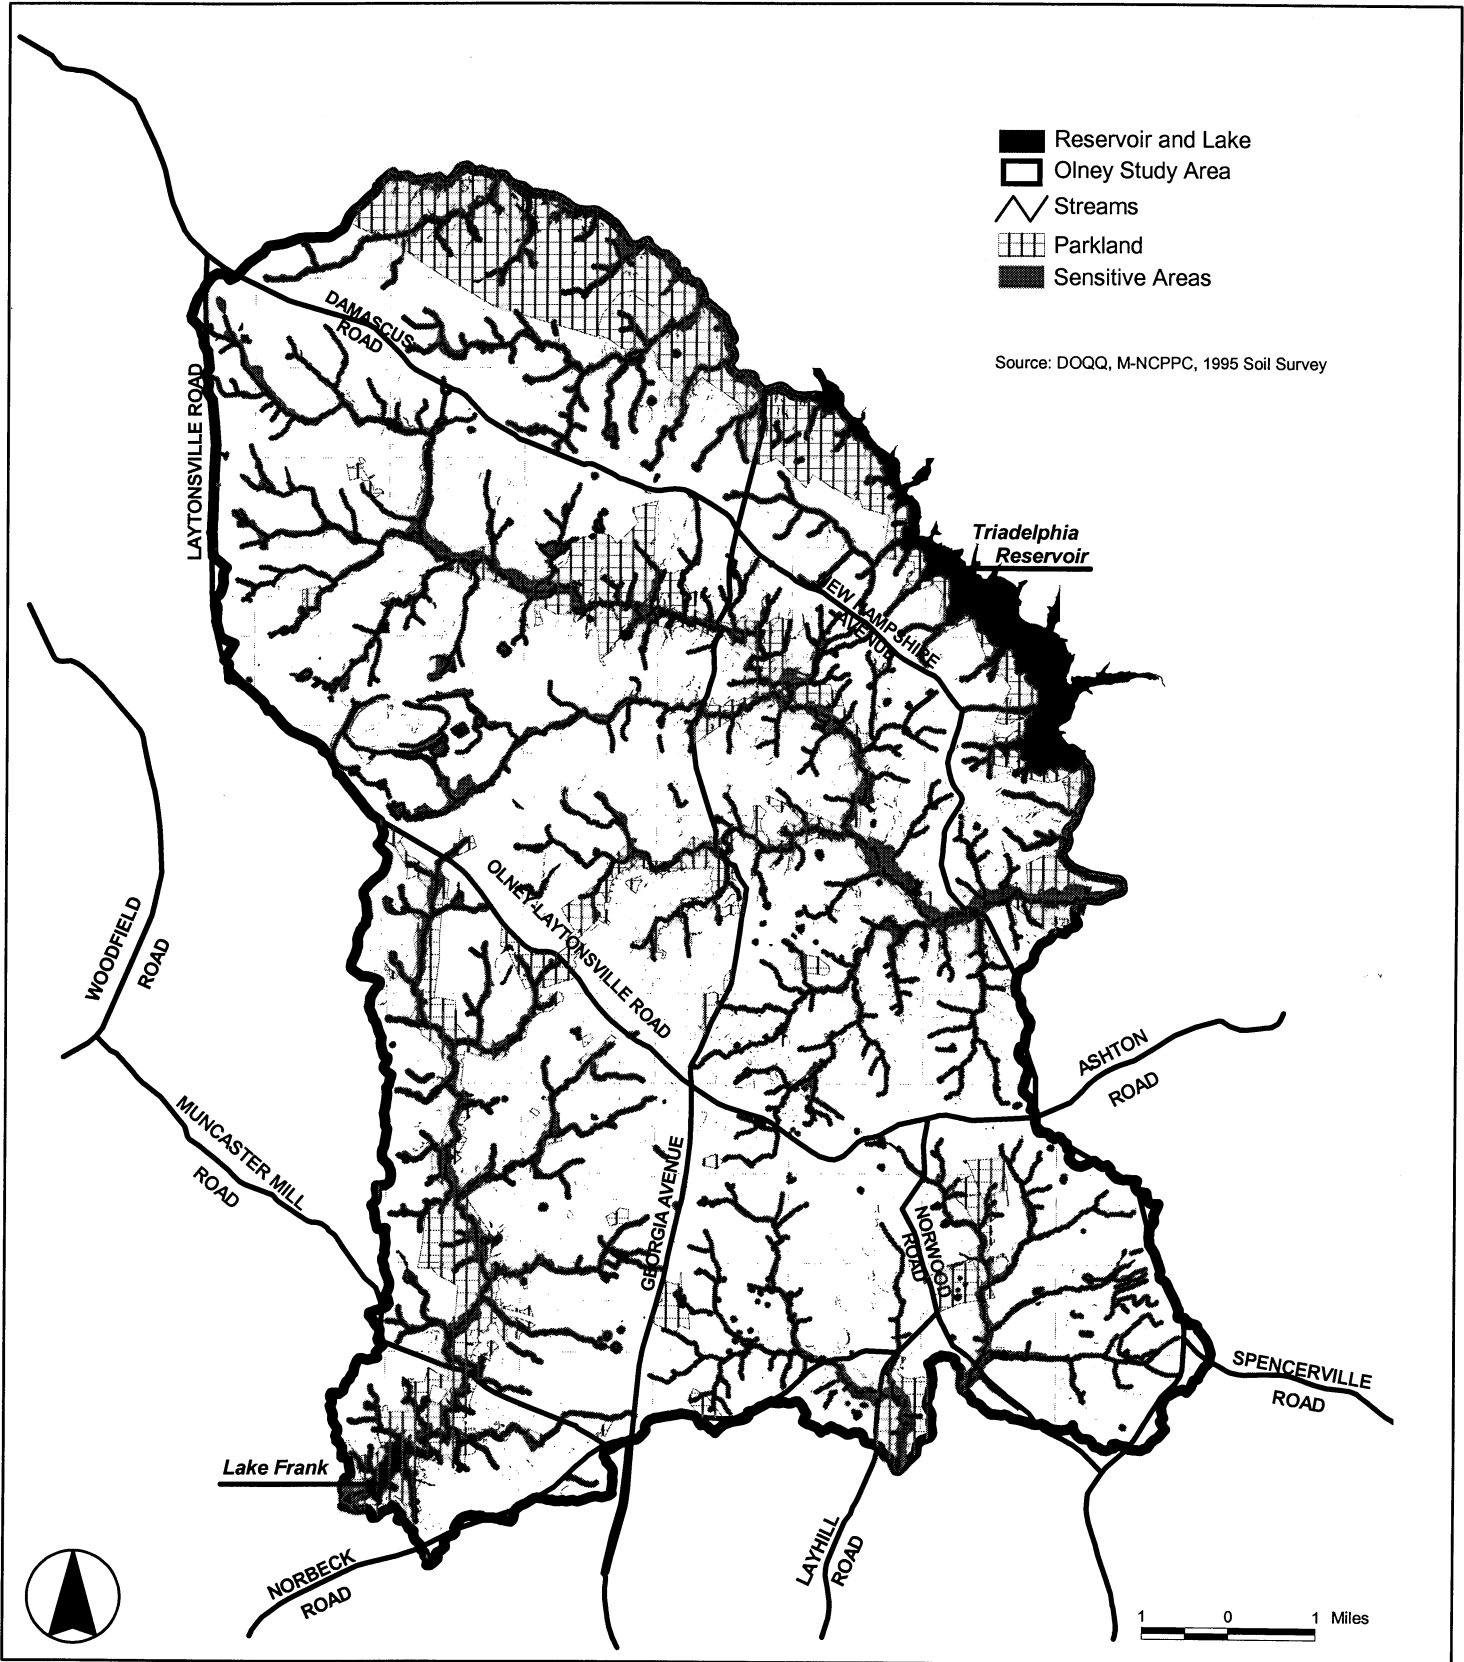 Reservoir and Lake
Olney Study Area
Streams
Parkland
Sensitive Areas
Source: DOQQ, M-NCPPC, 1995 Soil Survey
DAMASCUS
ROAD
LAYTONSVILLE ROAD
Triadelphia
Reservoir
NEW HAMPSHIRE
AVENUE
OLNEY-LAYTONSVILLE ROAD
WOODFIELD
ROAD
ASHTON
ROAD
MUNCASTER MILL
ROAD
GEORGIA AVENUE
NORWOOD
ROAD
SPENCERVILLE
ROAD
Lake Frank
NORBECK
ROAD
LAYHILL
ROAD
1 0 1 Miles